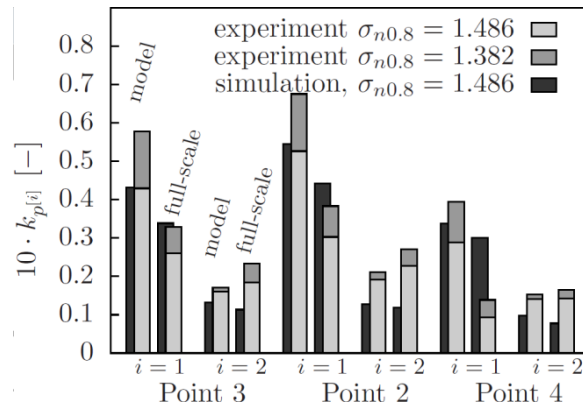 experiment σn0.8 = 1.486
experiment σn0.8 = 1.382
simulation, σn0.8 = 1.486
10 · kp[i] [−]
0.8
0.7
0.6
0.5
0.4
0.3
0.2
0.1
0
model
full-scale
model
full-scale
i = 1 i = 2 i = 1 i = 2 i = 1 i = 2
Point 3 Point 2 Point 4